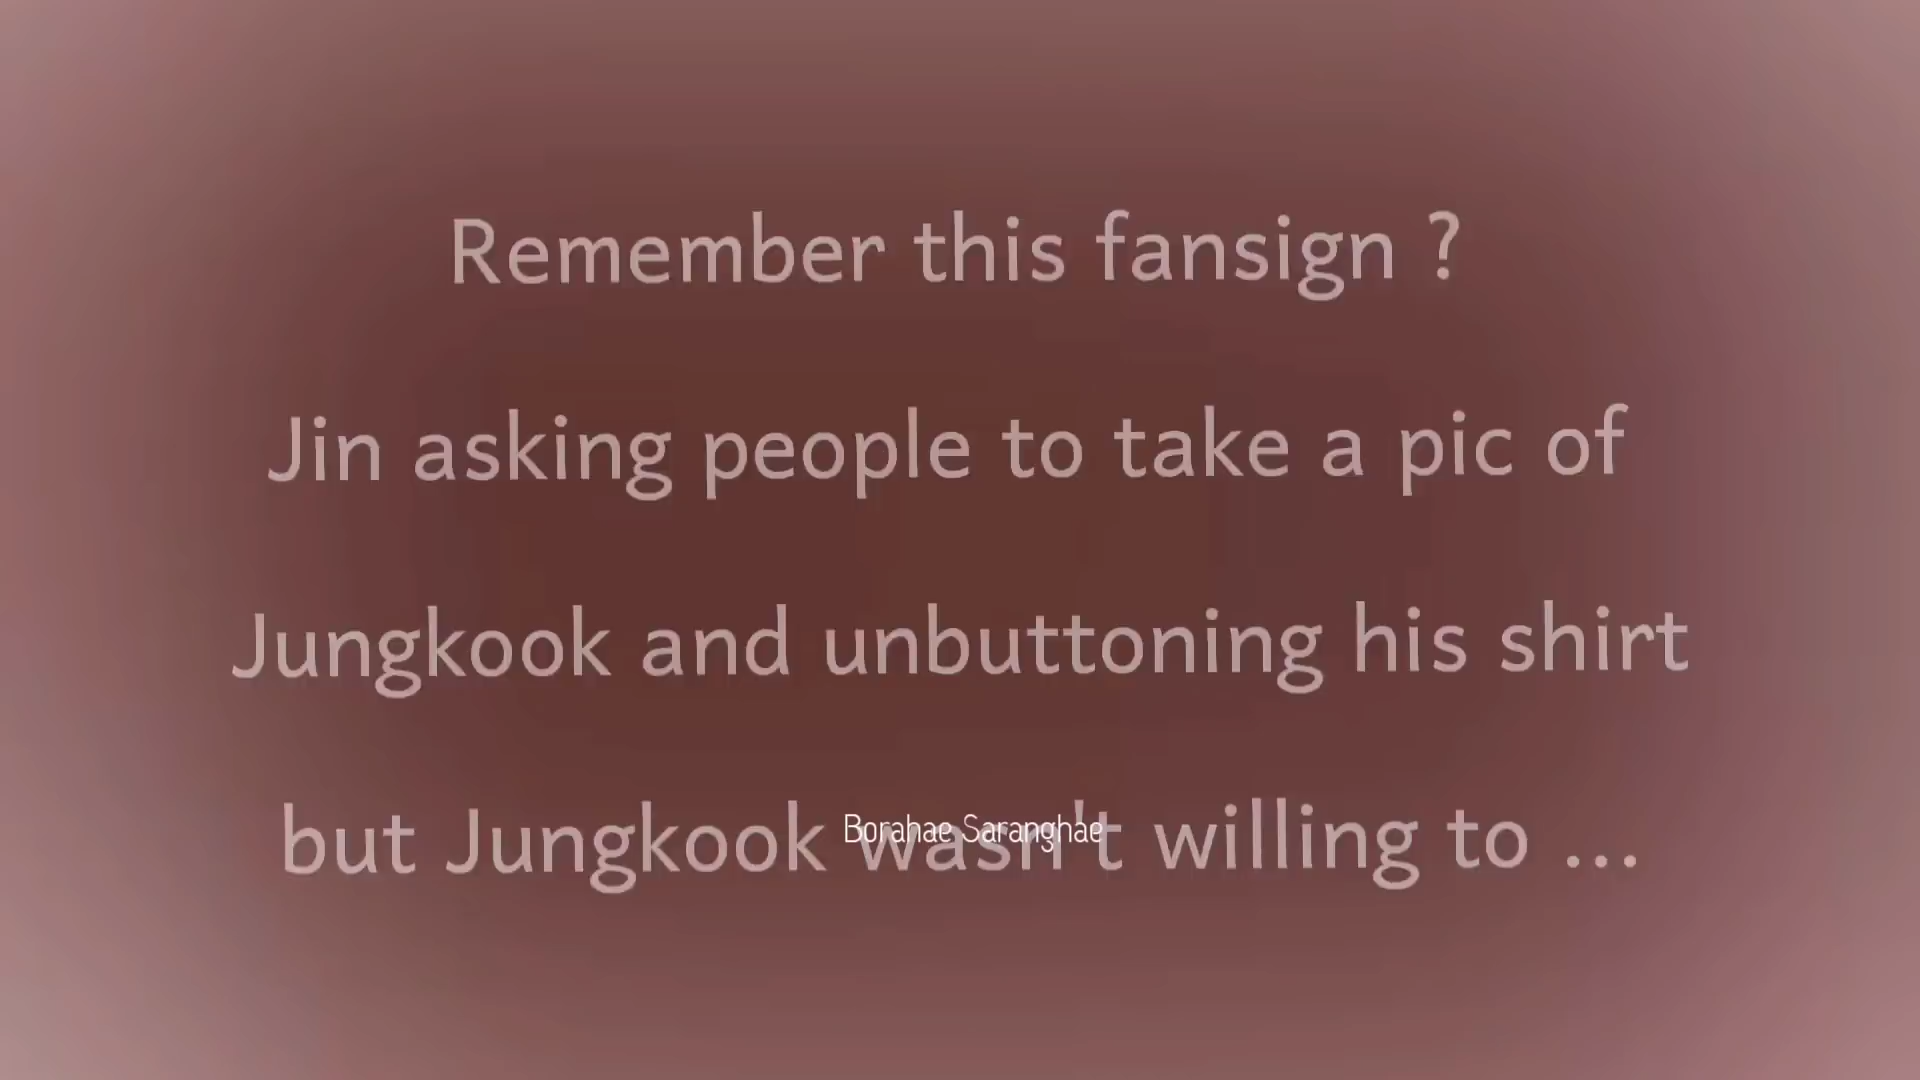 Remember this fansign ?
Jin asking people to take a pic of
Jungkook and unbuttoning his shirt
but Jungkook wasn't willing to ...
Borahae Saranghae